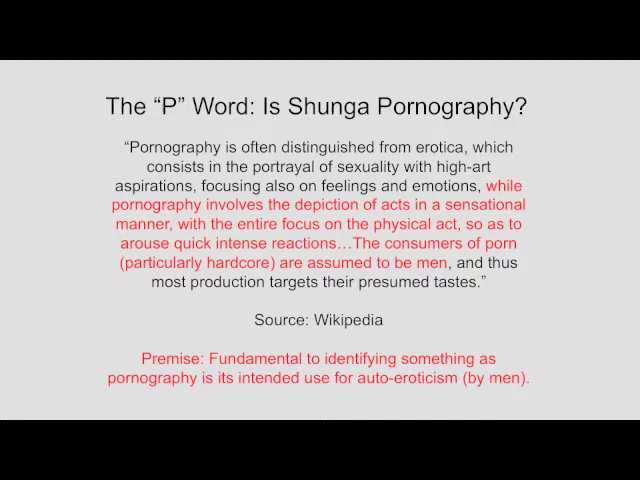 The “P” Word: Is Shunga Pornography?
“Pornography is often distinguished from erotica, which
consists in the portrayal of sexuality with high-art
aspirations, focusing also on feelings and emotions, while
pornography involves the depiction of acts in a sensational
manner, with the entire focus on the physical act, so as to
arouse quick intense reactions…The consumers of porn
(particularly hardcore) are assumed to be men, and thus
most production targets their presumed tastes.”
Source: Wikipedia
Premise: Fundamental to identifying something as
pornography is its intended use for auto-eroticism (by men).